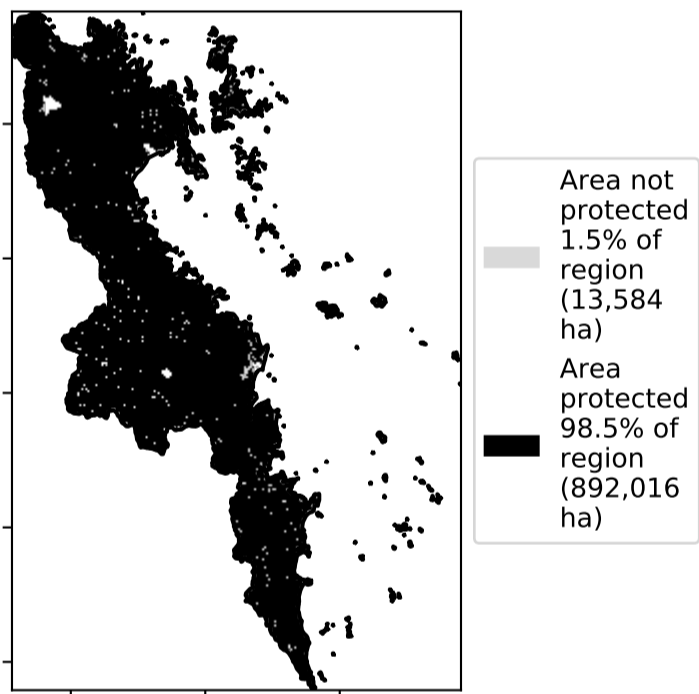 Area not
protected
1.5% of
region
(13,584
ha)
Area
protected
98.5% of
region
(892,016
ha)